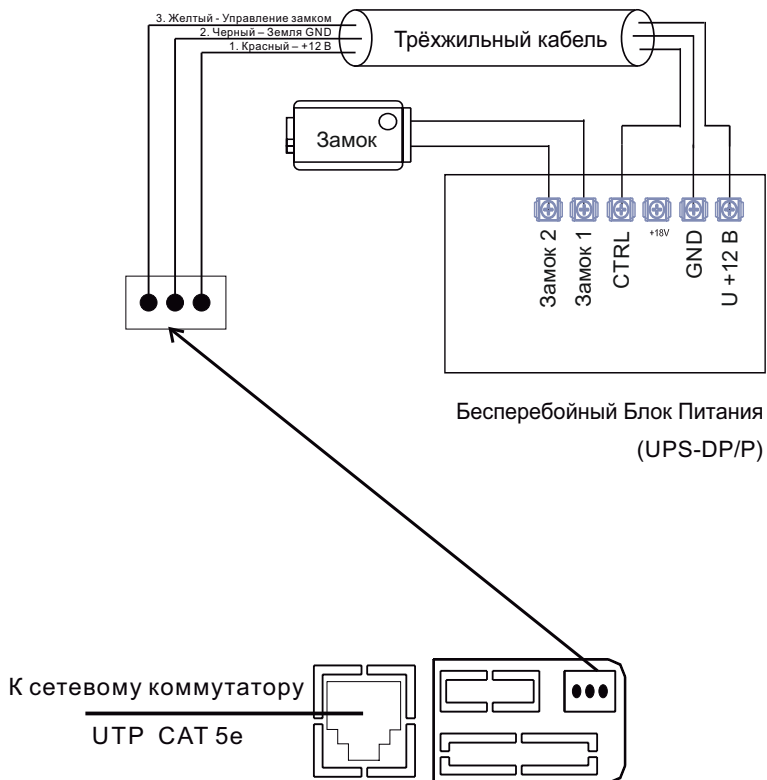 3. Желтый - Управление замком
2. Черный – Земля GND
1. Красный – +12 В
Трёхжильный кабель
Замок
Замок 2
Замок 1
CTRL
+18V
GND
U +12 В
Бесперебойный Блок Питания
(UPS-DP/P)
К сетевому коммутатору
UTP CAT 5e